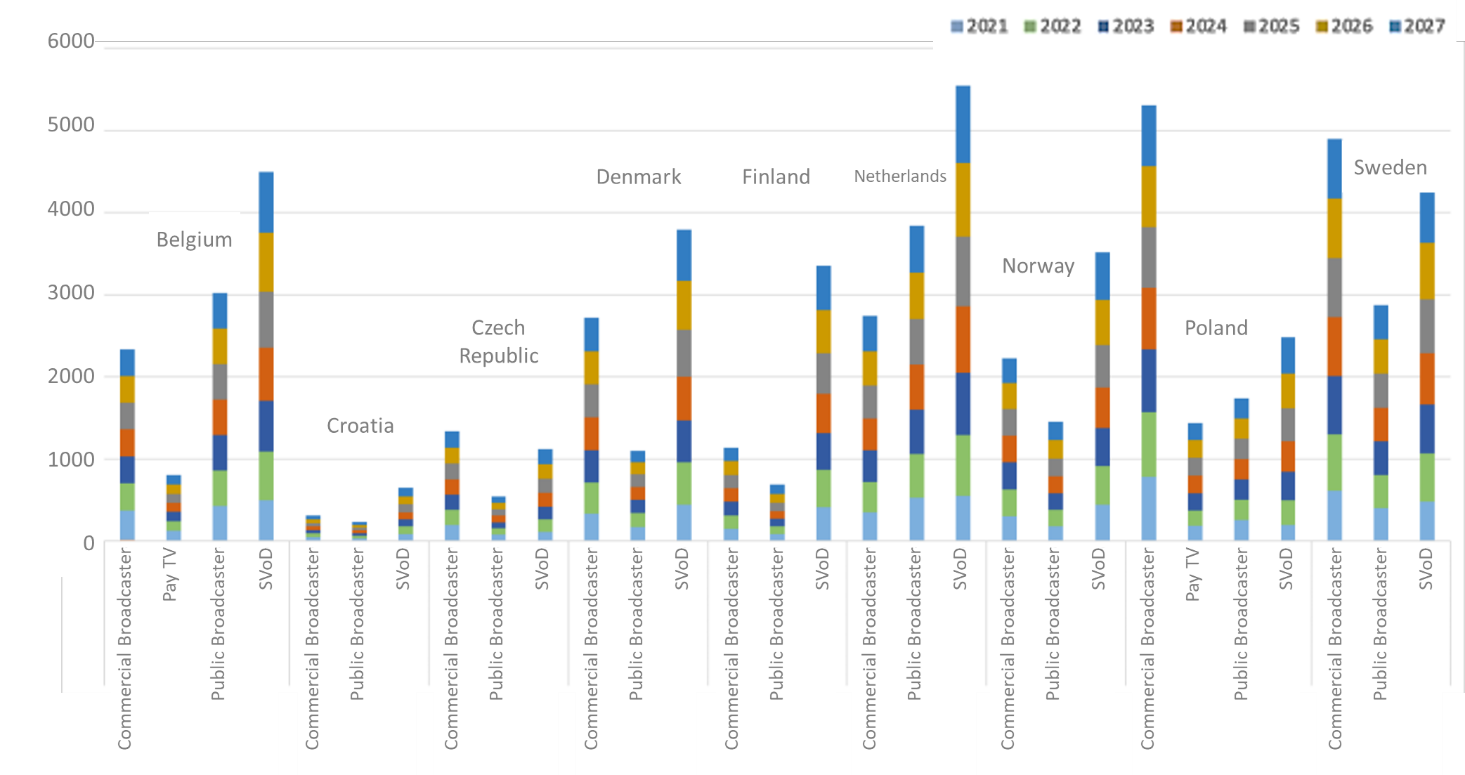 2021 2022 2023 2024 2025 2026 2027
6000
5000
4000
3000
2000
1000
0
Belgium
Croatia
Czech
Republic
Denmark
Finland
Netherlands
Norway
Poland
Sweden
Commercial Broadcaster
Pay TV
Public Broadcaster
SVoD
Commercial Broadcaster
Public Broadcaster
SVoD
Commercial Broadcaster
Public Broadcaster
SVoD
Commercial Broadcaster
Public Broadcaster
SVoD
Commercial Broadcaster
Public Broadcaster
SVoD
Commercial Broadcaster
Public Broadcaster
SVoD
Commercial Broadcaster
Public Broadcaster
SVoD
Commercial Broadcaster
Pay TV
Public Broadcaster
SVoD
Commercial Broadcaster
Public Broadcaster
SVoD